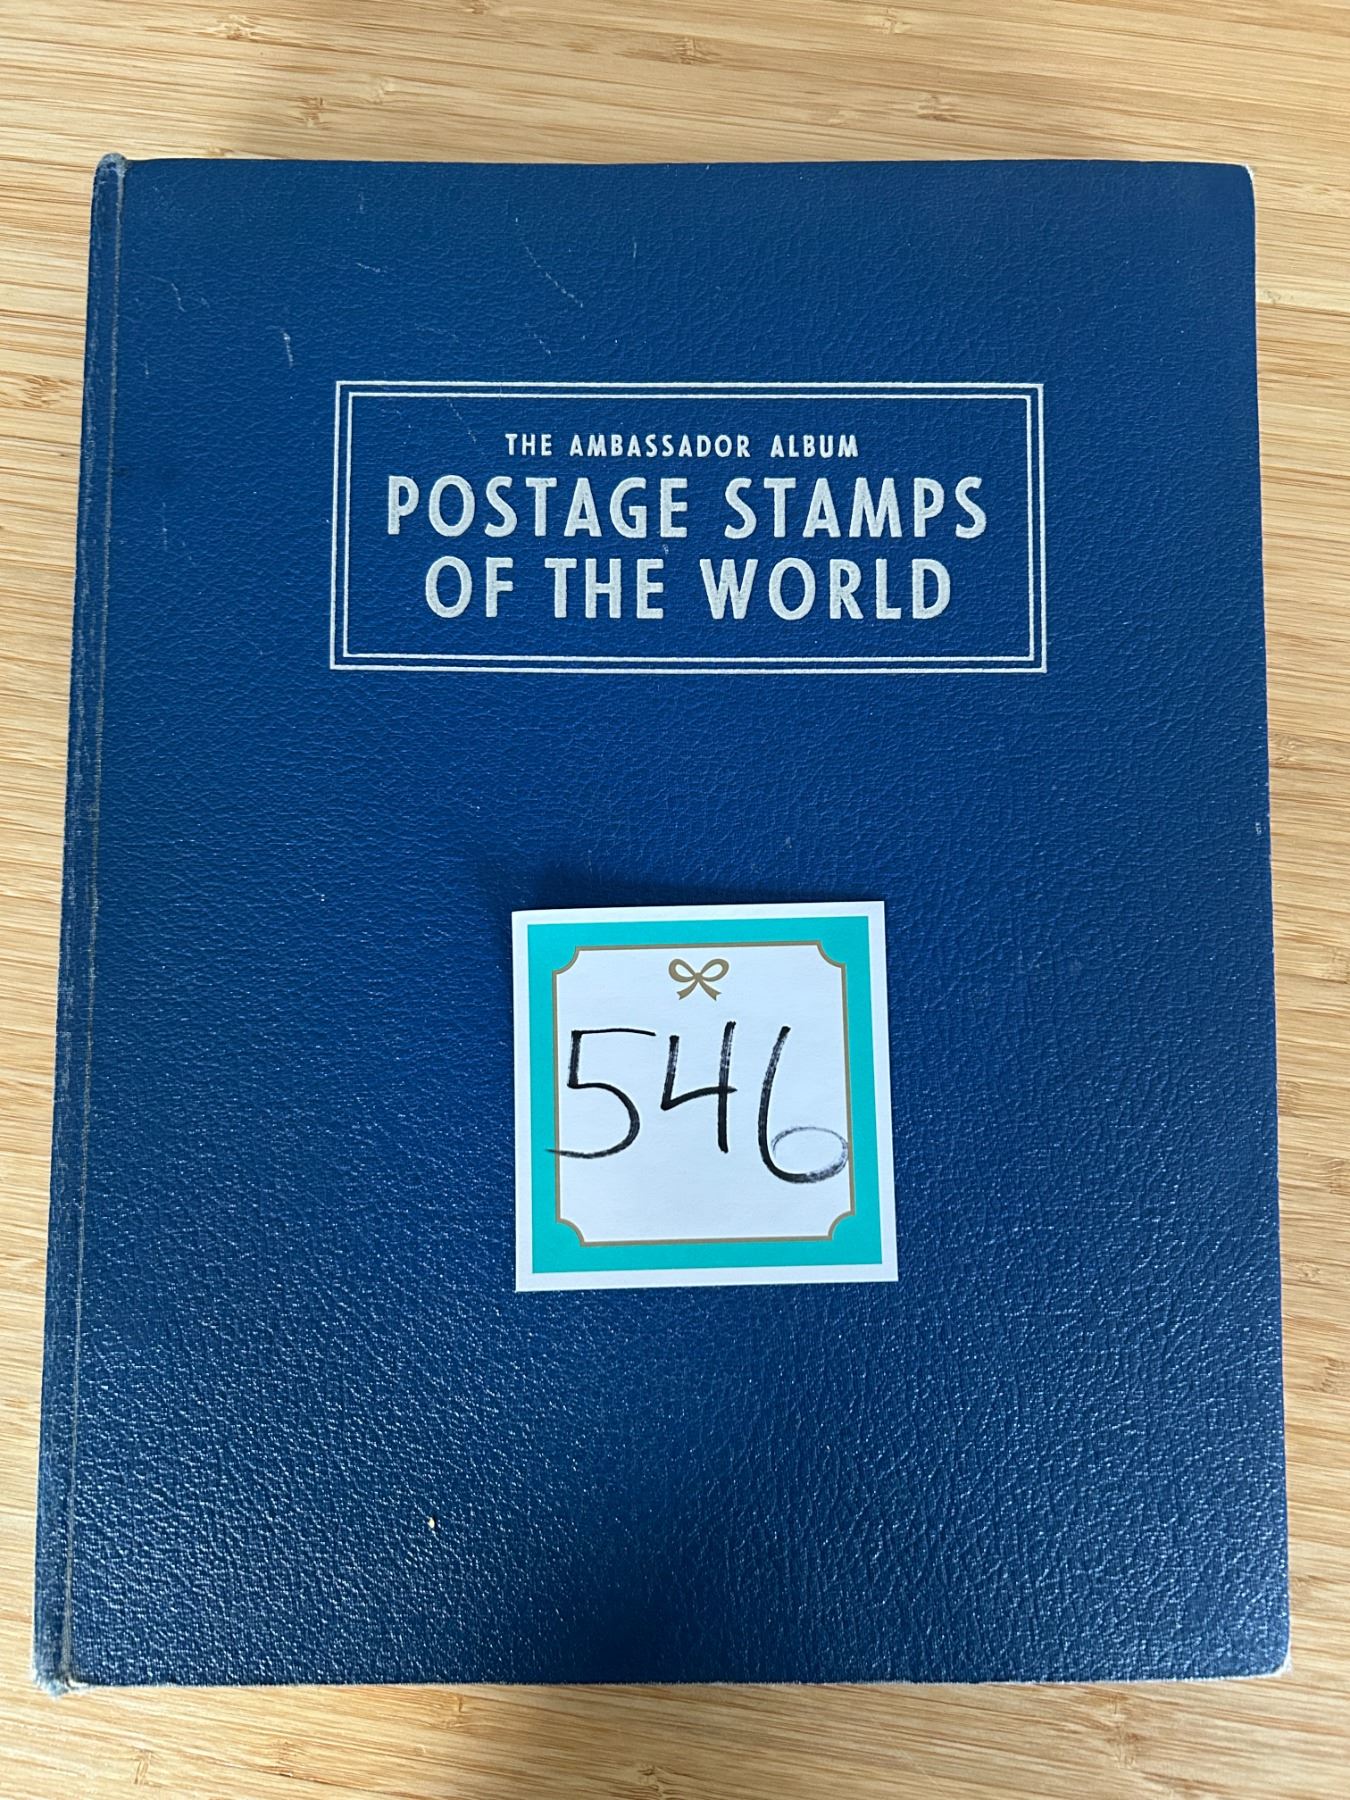 THE AMBASSADOR ALBUM
POSTAGE STAMPS
OF THE WORLD
546